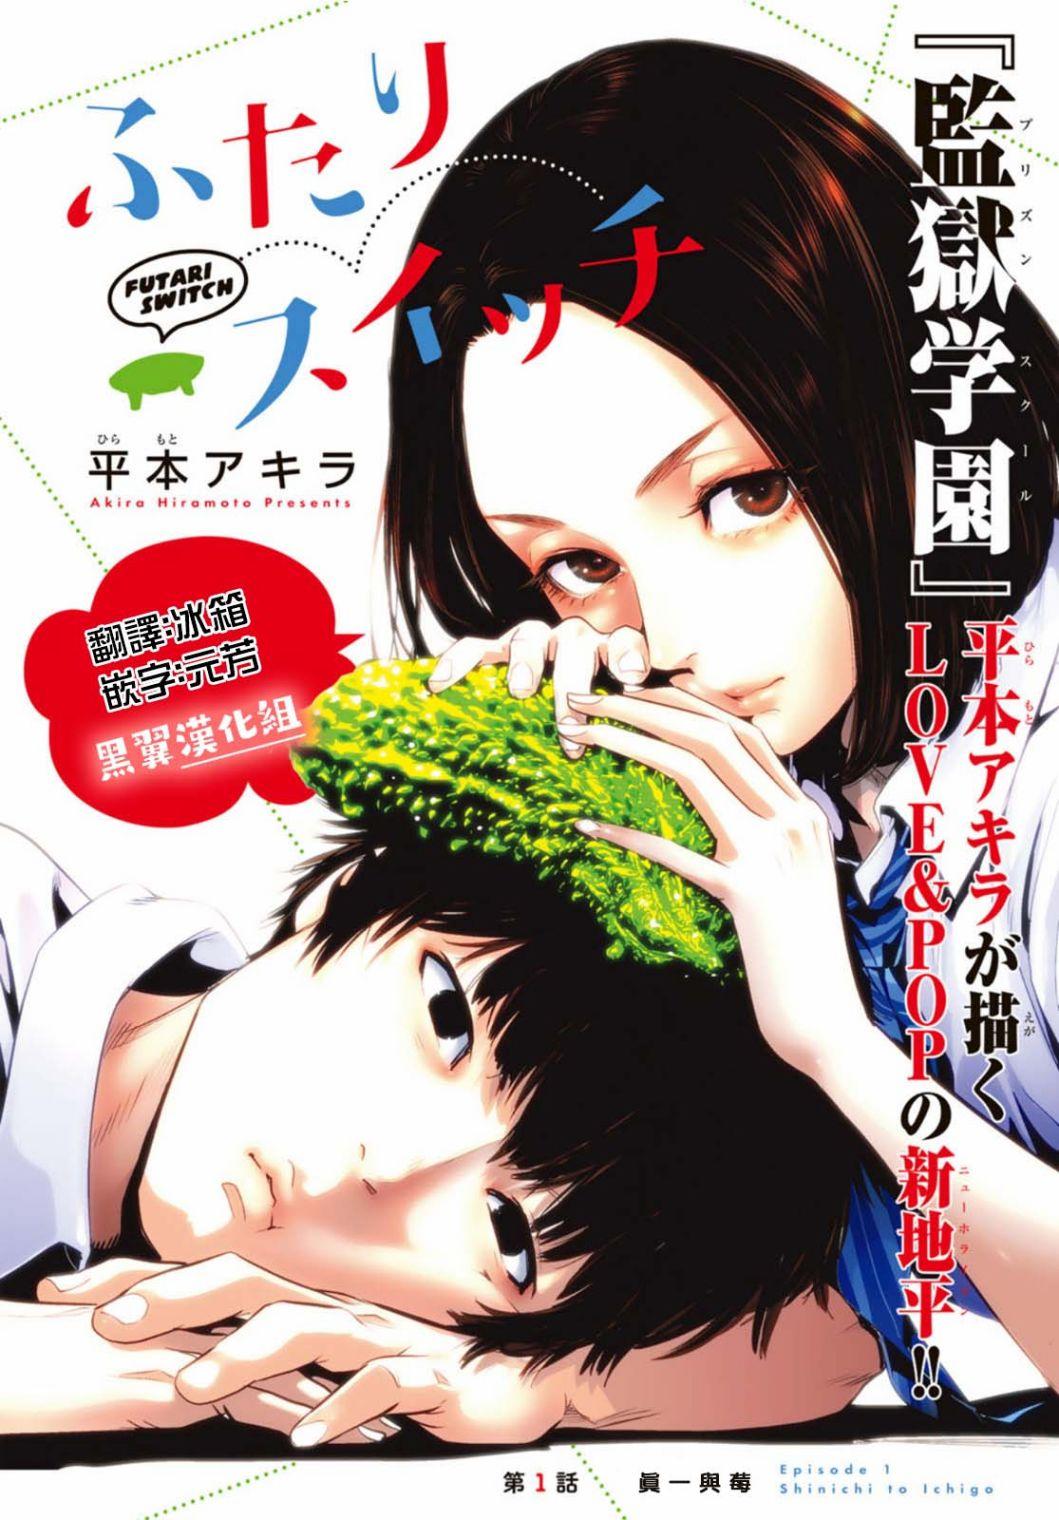 『監獄学園』
プリズンスクール
平本アキラが描く
ひらもと
えが
LOVE&POPの新地平!!
ニューホライズン
ふたり
スイッチ
FUTARI
SWITCH
ひら もと
平本アキラ
Akira Hiramoto Presents
翻譯:冰箱
嵌字:元芳
黑翼漢化組
第1話 眞一與莓
Episode 1
Shinichi to Ichigo